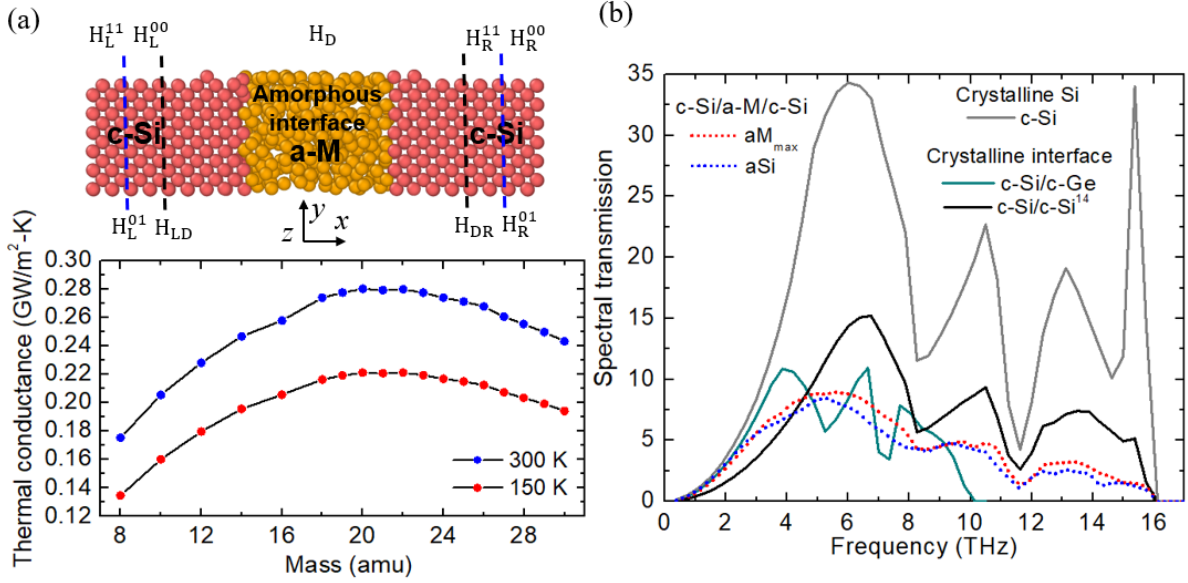 (a)
H_L^11 H_L^00 H_D H_R^11 H_R^00
c-Si Amorphous interface a-M c-Si
H_L^01 H_LD y z x H_DR H_R^01
Thermal conductance (GW/m²-K)
0.30
0.28
0.26
0.24
0.22
0.20
0.18
0.16
0.14
0.12
300 K
150 K
8 12 16 20 24 28
Mass (amu)
(b)
Spectral transmission
35
30
25
20
15
10
5
0
c-Si/a-M/c-Si
aM_max
aSi
Crystalline Si
c-Si
Crystalline interface
c-Si/c-Ge
c-Si/c-Si¹⁴
0 2 4 6 8 10 12 14 16
Frequency (THz)